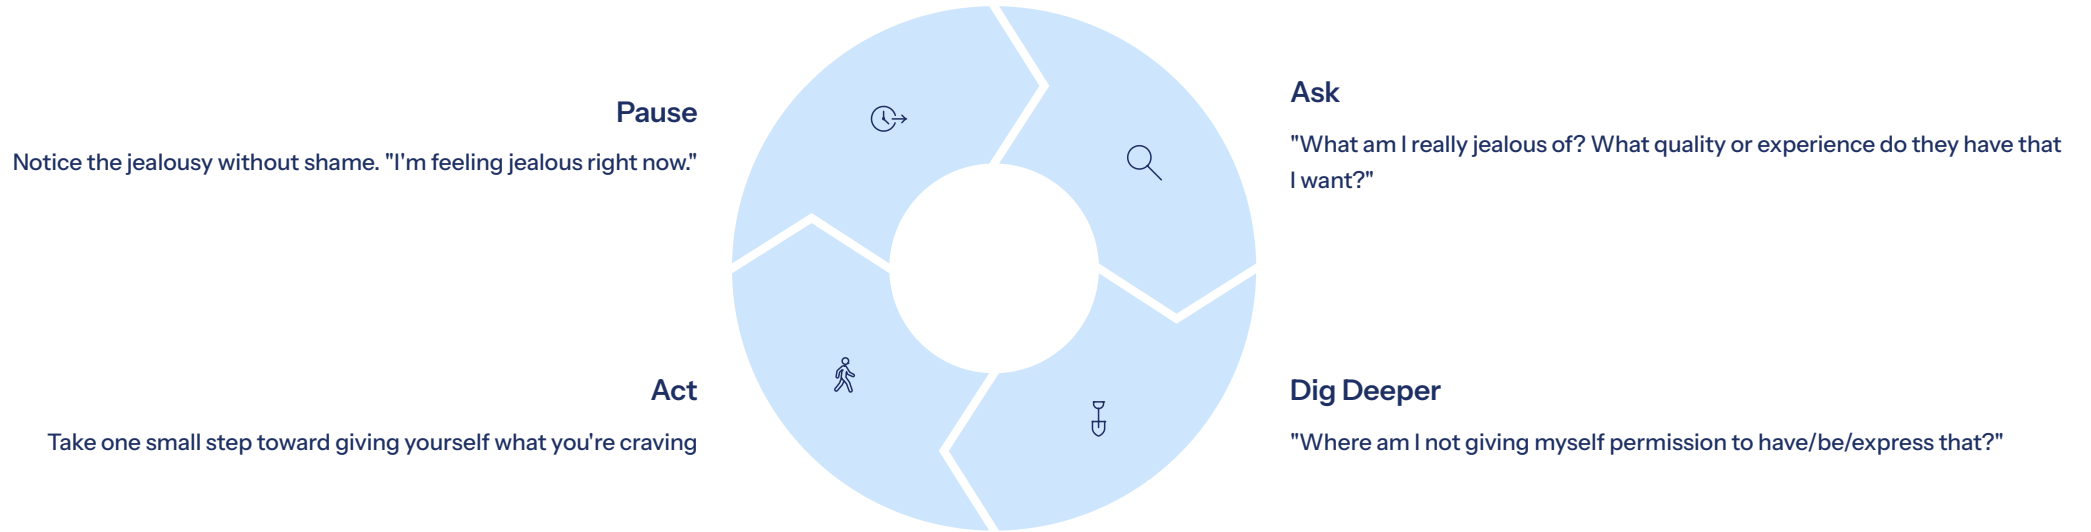 Pause
Notice the jealousy without shame. "I'm feeling jealous right now."
Ask
"What am I really jealous of? What quality or experience do they have that
I want?"
Dig Deeper
"Where am I not giving myself permission to have/be/express that?"
Act
Take one small step toward giving yourself what you're craving